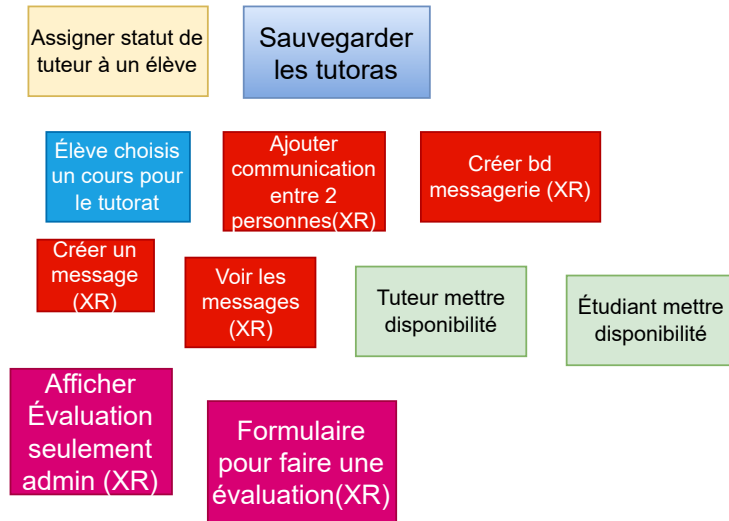 Assigner statut de
tuteur à un élève
Sauvegarder
les tutoras
Élève choisis
un cours pour
le tutorat
Ajouter
communication
entre 2
personnes(XR)
Créer bd
messagerie (XR)
Créer un
message
(XR)
Voir les
messages
(XR)
Tuteur mettre
disponibilité
Étudiant mettre
disponibilité
Afficher
Évaluation
seulement
admin (XR)
Formulaire
pour faire une
évaluation(XR)